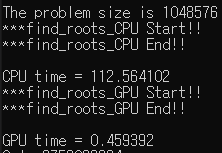 The problem size is 1048576
***find_roots_CPU Start!!
***find_roots_CPU End!!
CPU time = 112.564102
***find_roots_GPU Start!!
***find_roots_GPU End!!
GPU time = 0.459392